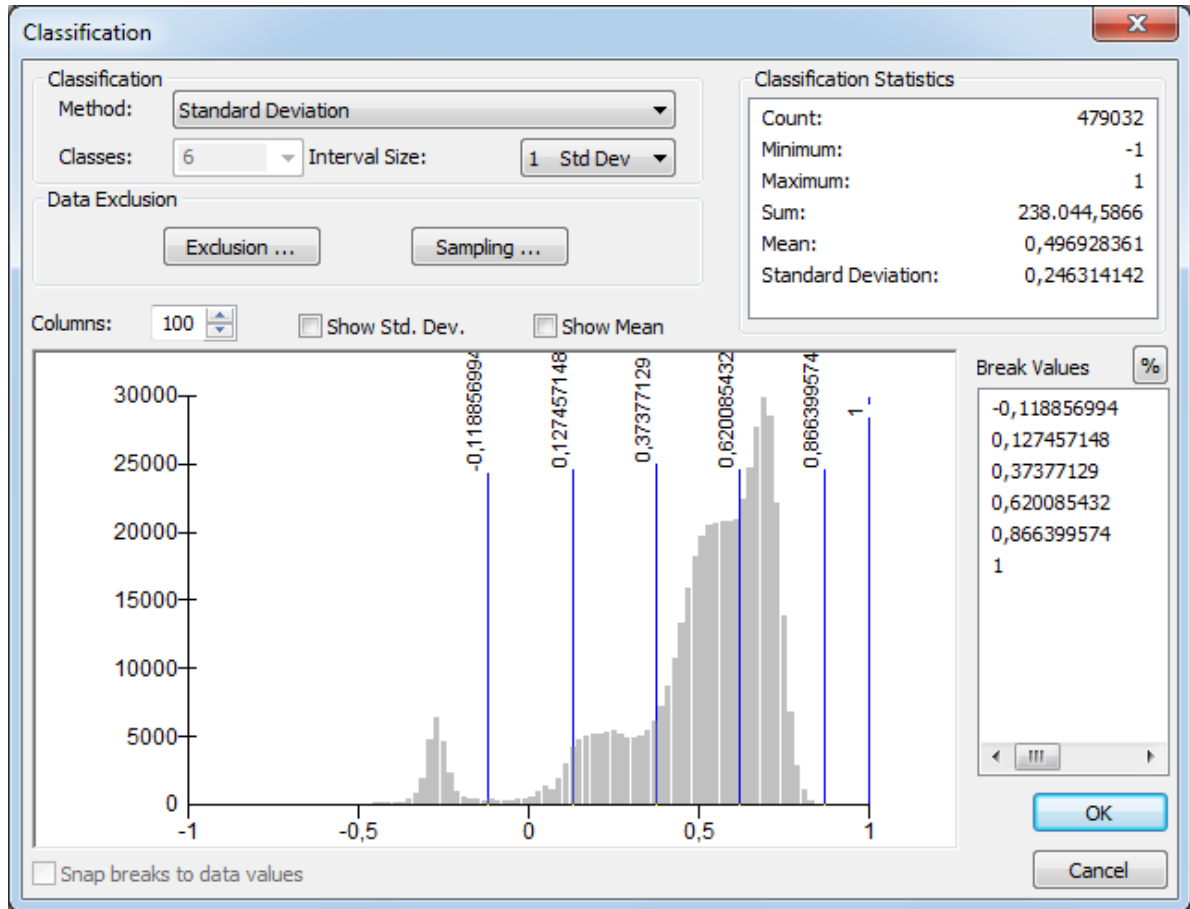 Classification
Classification
Method: Standard Deviation
Classes: 6 Interval Size: 1 Std Dev
Data Exclusion
Exclusion ... Sampling ...
Classification Statistics
Count: 479032
Minimum: -1
Maximum: 1
Sum: 238.044,5866
Mean: 0,496928361
Standard Deviation: 0,246314142
Columns: 100 Show Std. Dev. Show Mean
-0,118856994
0,127457148
0,37377129
0,620085432
0,866399574
1
30000
25000
20000
15000
10000
5000
0
-1 -0,5 0 0,5 1
Break Values %
-0,118856994
0,127457148
0,37377129
0,620085432
0,866399574
1
Snap breaks to data values
OK
Cancel